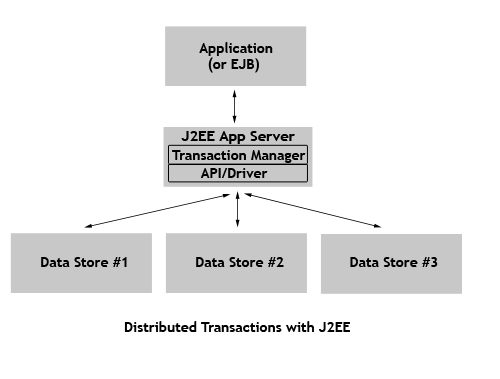 Application
(or EJB)
J2EE App Server
Transaction Manager
API/Driver
Data Store #1
Data Store #2
Data Store #3
Distributed Transactions with J2EE